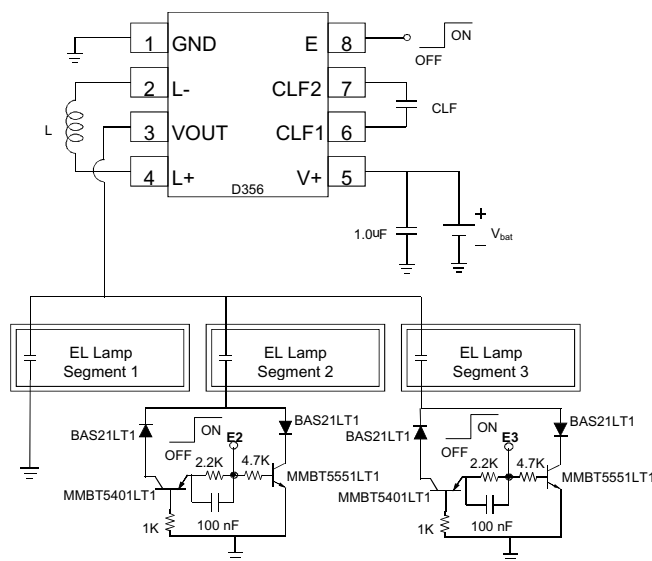 1 GND E 8 ON
OFF
2 L- CLF2 7
L CLF
3 VOUT CLF1 6
4 L+ V+ 5
D356
+
1.0uF Vbat
−
EL Lamp
Segment 1
EL Lamp
Segment 2
EL Lamp
Segment 3
BAS21LT1
ON
OFF
E2
BAS21LT1
2.2K 4.7K
MMBT5401LT1
MMBT5551LT1
1K
100 nF
BAS21LT1
ON
OFF
E3
BAS21LT1
2.2K 4.7K
MMBT5401LT1
MMBT5551LT1
1K
100 nF